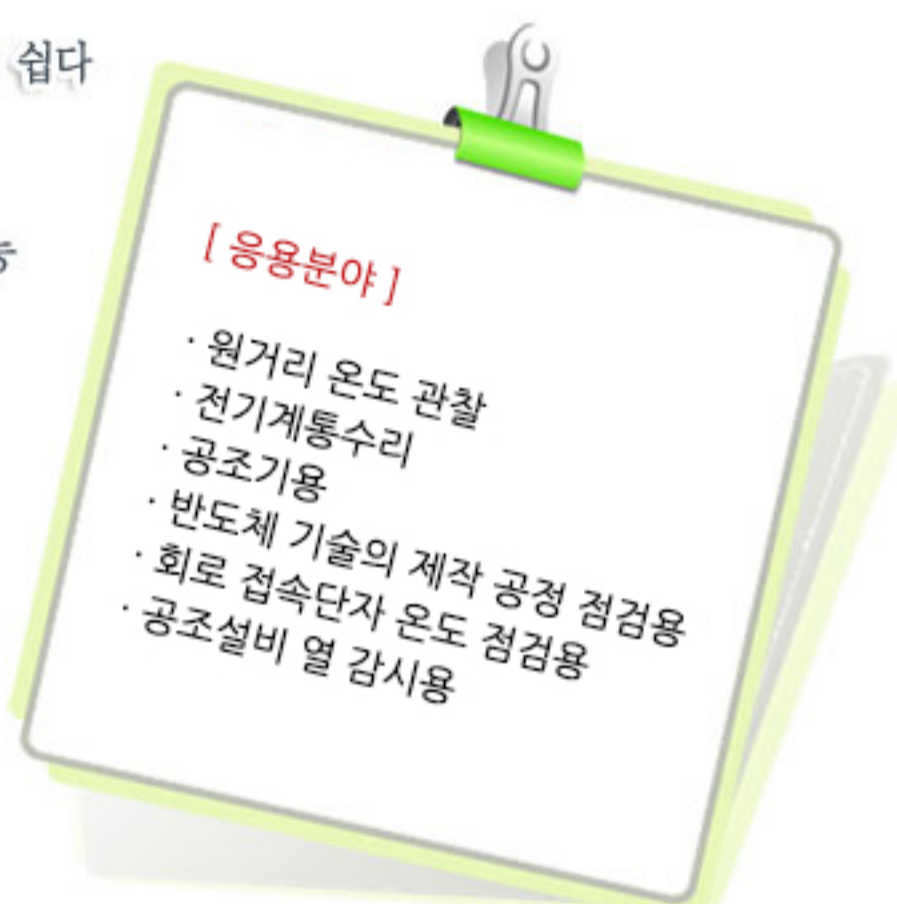 쉽다
[ 응용분야 ]
· 원거리 온도 관찰
· 전기계통수리
· 공조기용
· 반도체 기술의 제작 공정 점검용
· 회로 접속단자 온도 점검용
· 공조설비 열 감시용